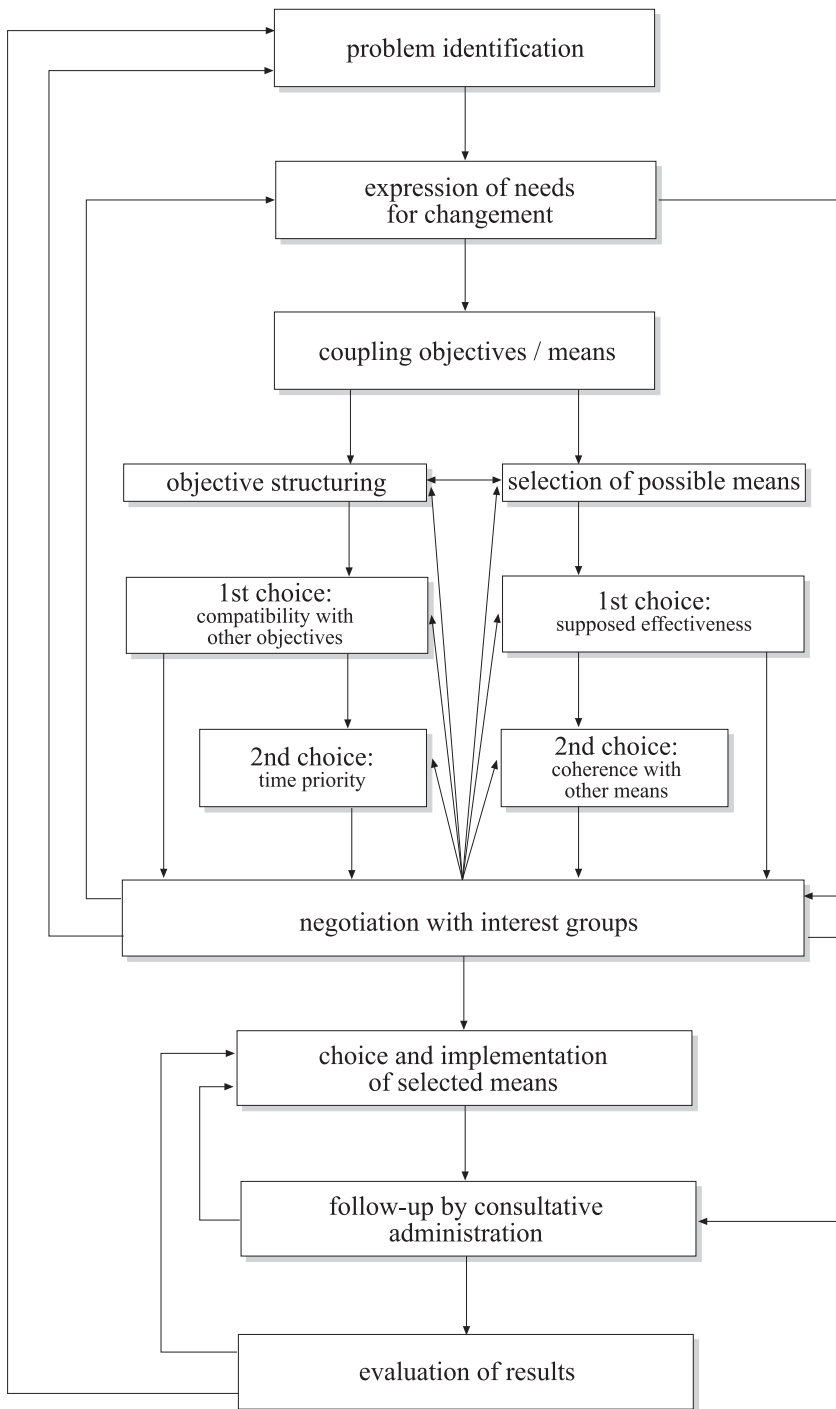 problem identification
expression of needs
for changement
coupling objectives / means
objective structuring
selection of possible means
1st choice:
compatibility with
other objectives
1st choice:
supposed effectiveness
2nd choice:
time priority
2nd choice:
coherence with
other means
negotiation with interest groups
choice and implementation
of selected means
follow-up by consultative
administration
evaluation of results